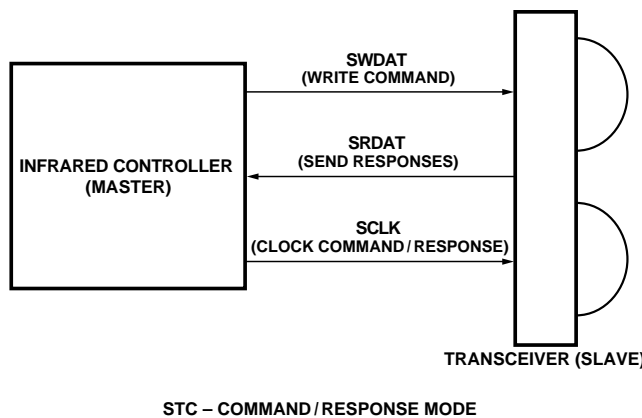 SWDAT
(WRITE COMMAND)
INFRARED CONTROLLER
(MASTER)
SRDAT
(SEND RESPONSES)
SCLK
(CLOCK COMMAND/RESPONSE)
TRANSCEIVER (SLAVE)
STC – COMMAND/RESPONSE MODE